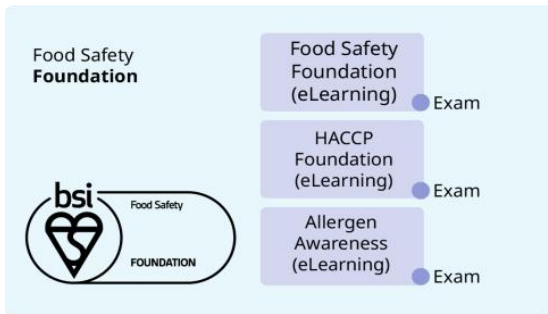 Food Safety
Foundation
Food Safety
Foundation
(eLearning)
Exam
HACCP
Foundation
(eLearning)
Exam
Allergen
Awareness
(eLearning)
Exam
bsi
Food Safety
FOUNDATION